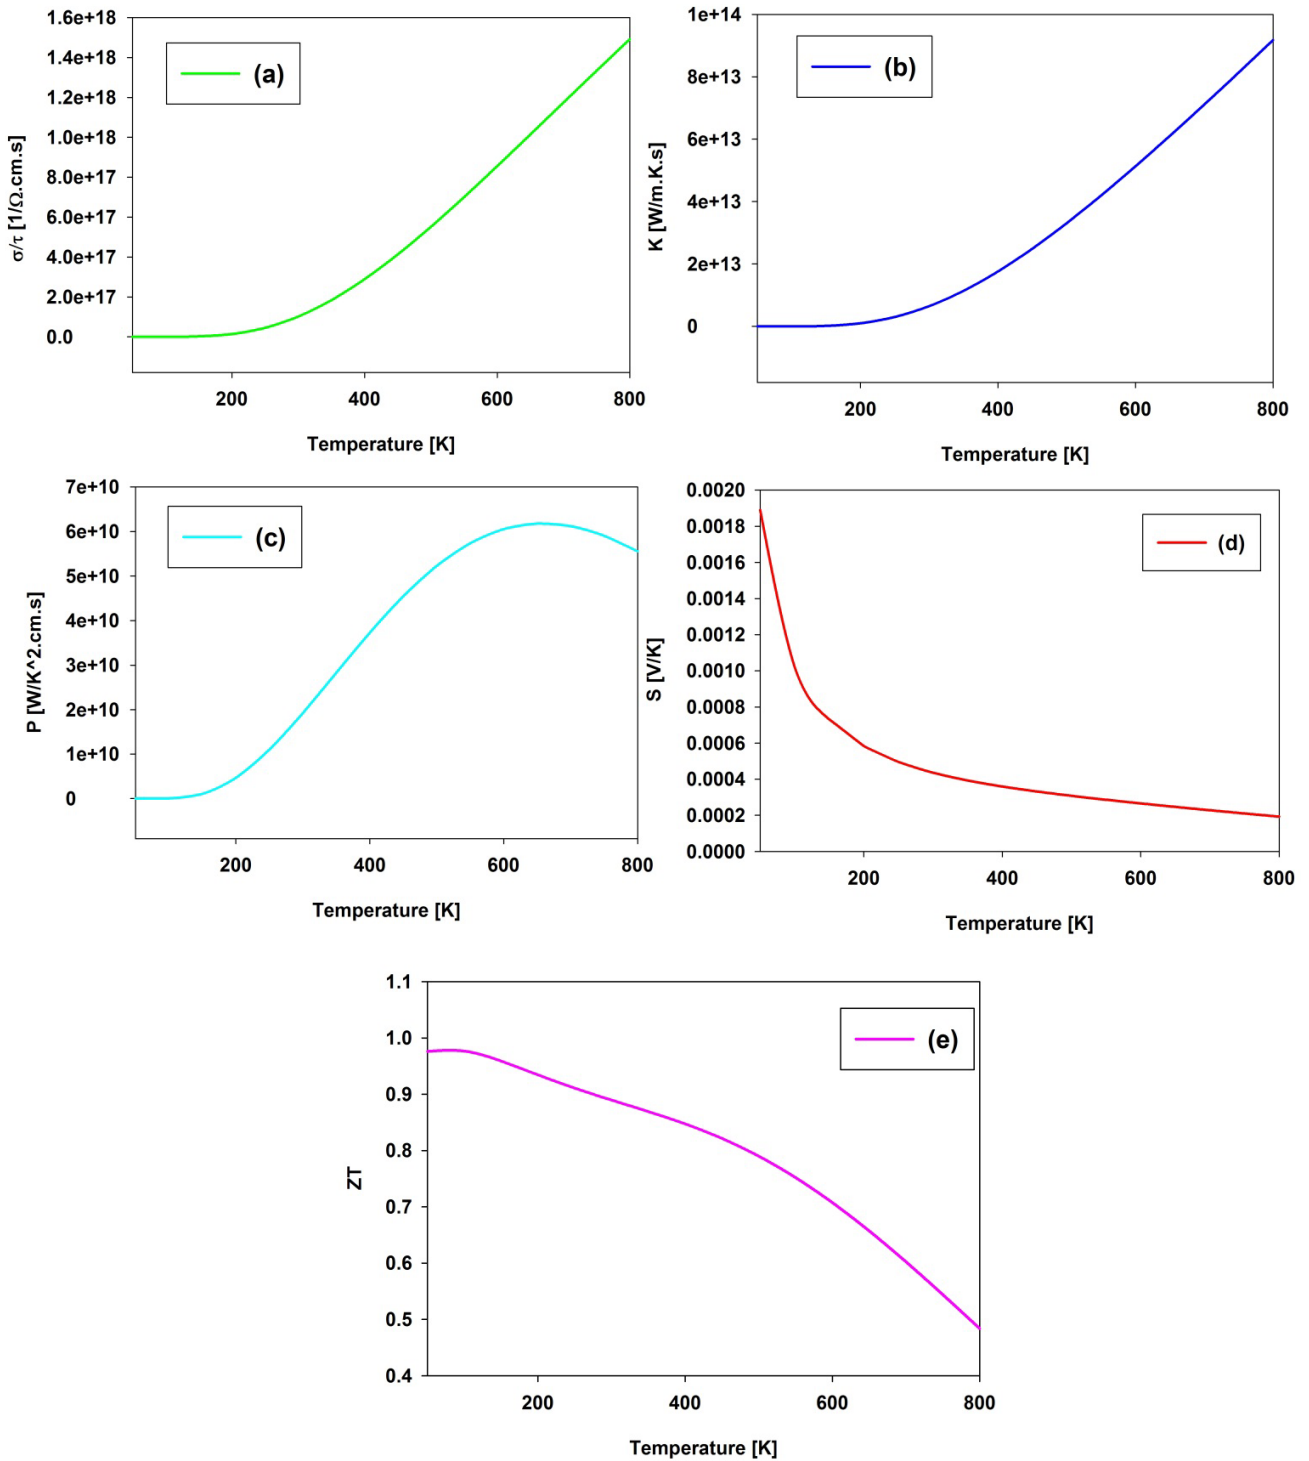 1.6e+18
1.4e+18
1.2e+18
1.0e+18
8.0e+17
6.0e+17
4.0e+17
2.0e+17
0.0
σ/τ [1/Ω.cm.s]
(a)
200 400 600 800
Temperature [K]
1e+14
8e+13
6e+13
4e+13
2e+13
0
K [W/m.K.s]
(b)
200 400 600 800
Temperature [K]
7e+10
6e+10
5e+10
4e+10
3e+10
2e+10
1e+10
0
P [W/K^2.cm.s]
(c)
200 400 600 800
Temperature [K]
0.0020
0.0018
0.0016
0.0014
0.0012
0.0010
0.0008
0.0006
0.0004
0.0002
0.0000
S [V/K]
(d)
200 400 600 800
Temperature [K]
1.1
1.0
0.9
0.8
0.7
0.6
0.5
0.4
ZT
(e)
200 400 600 800
Temperature [K]